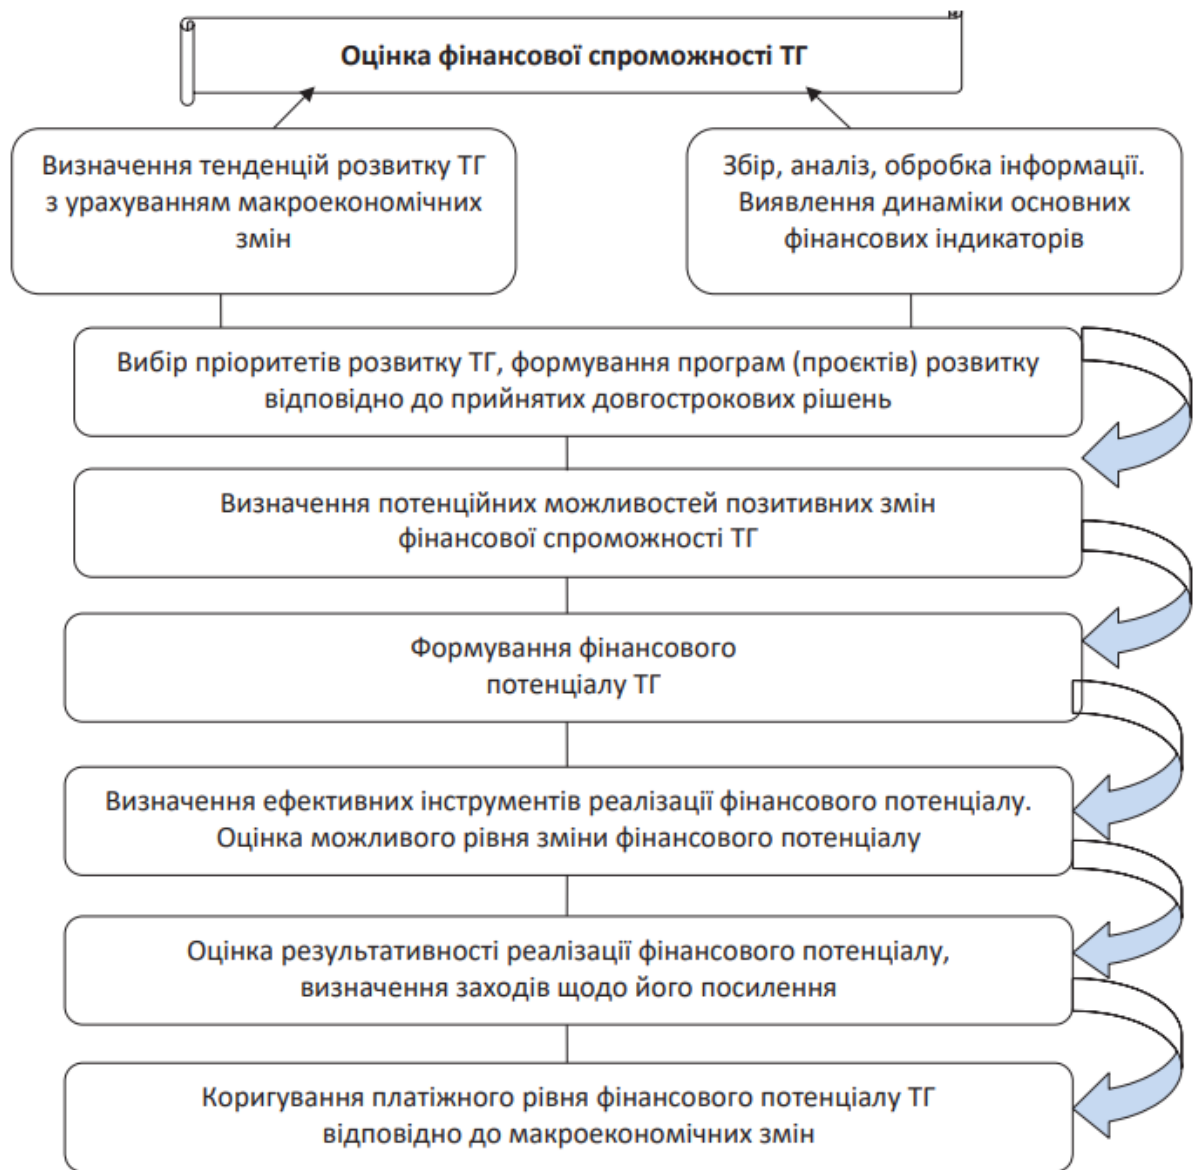 Оцінка фінансової спроможності ТГ
Визначення тенденцій розвитку ТГ
з урахуванням макроекономічних
змін
Збір, аналіз, обробка інформації.
Виявлення динаміки основних
фінансових індикаторів
Вибір пріоритетів розвитку ТГ, формування програм (проєктів) розвитку
відповідно до прийнятих довгострокових рішень
Визначення потенційних можливостей позитивних змін
фінансової спроможності ТГ
Формування фінансового
потенціалу ТГ
Визначення ефективних інструментів реалізації фінансового потенціалу.
Оцінка можливого рівня зміни фінансового потенціалу
Оцінка результативності реалізації фінансового потенціалу,
визначення заходів щодо його посилення
Коригування платіжного рівня фінансового потенціалу ТГ
відповідно до макроекономічних змін